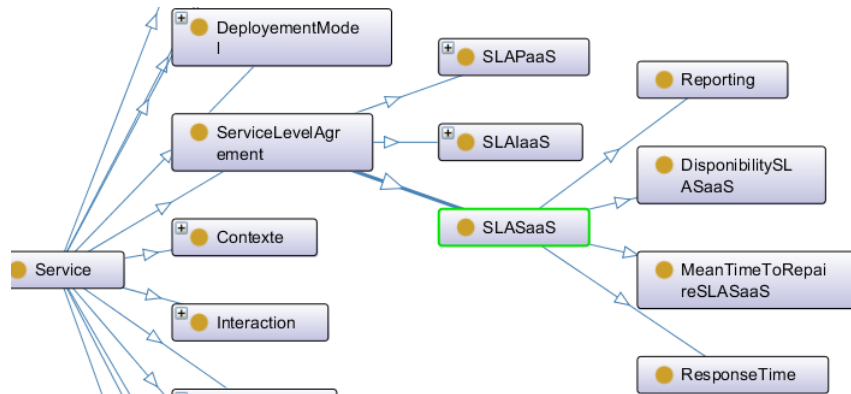 DeployementMode
l
SLAPaaS
Reporting
ServiceLevelAgr
ement
SLAIaaS
DisponibilitySL
ASaaS
SLASaaS
Contexte
Service
MeanTimeToRepai
reSLASaaS
Interaction
ResponseTime